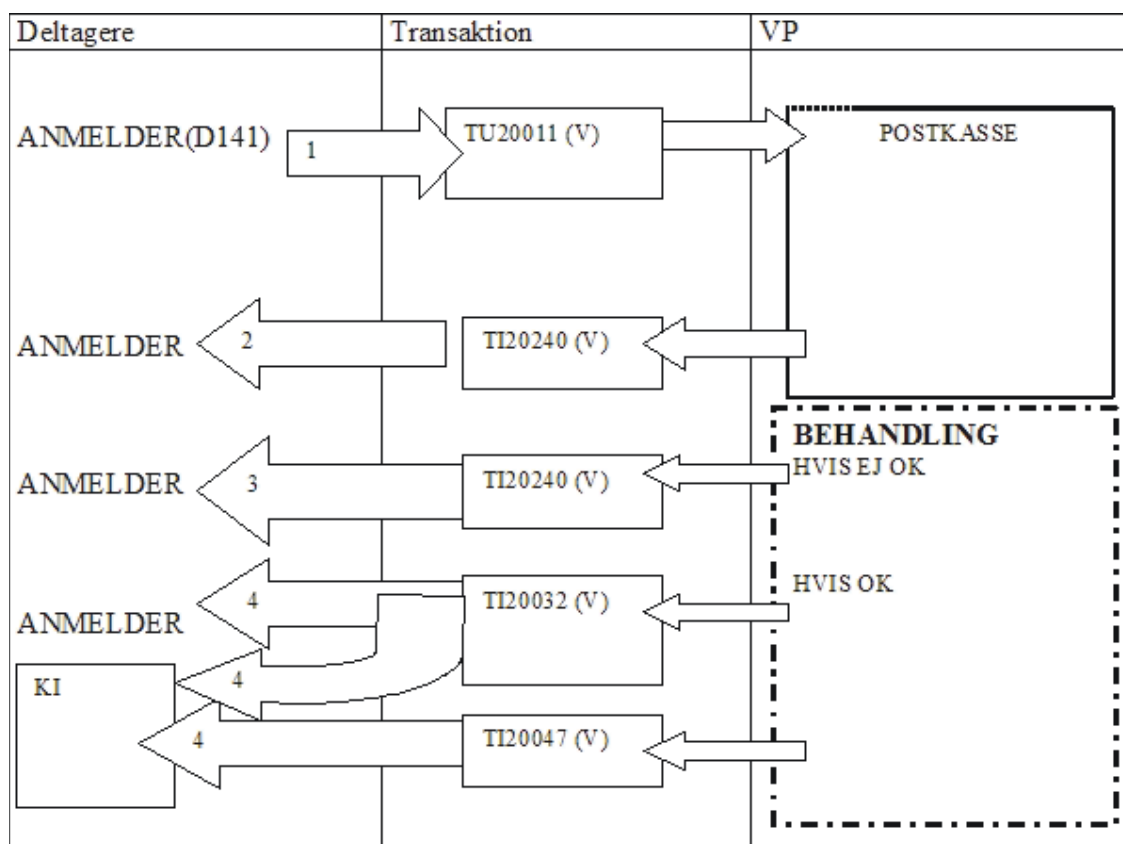 Deltagere
Transaktion
VP
ANMELDER(D141)
1
TU20011 (V)
POSTKASSE
ANMELDER
2
TI20240 (V)
BEHANDLING
HVIS EJ OK
ANMELDER
3
TI20240 (V)
HVIS OK
ANMELDER
4
TI20032 (V)
KI
4
4
TI20047 (V)